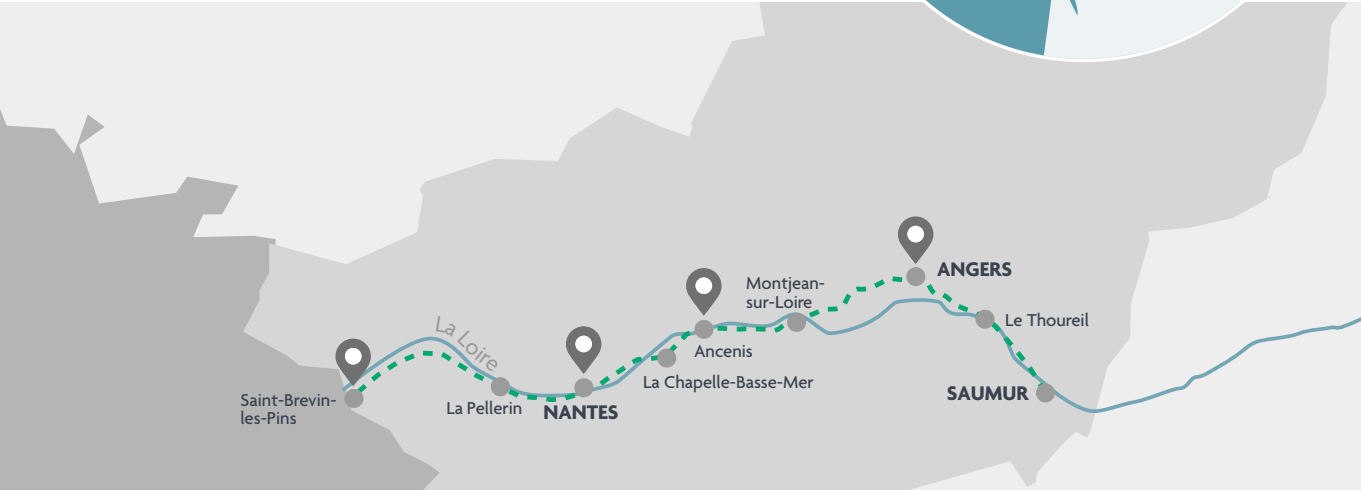 ANGERS
Montjean-
sur-Loire
Le Thoureil
La Loire
Ancenis
La Chapelle-Basse-Mer
SAUMUR
Saint-Brevin-
les-Pins
La Pellerin
NANTES